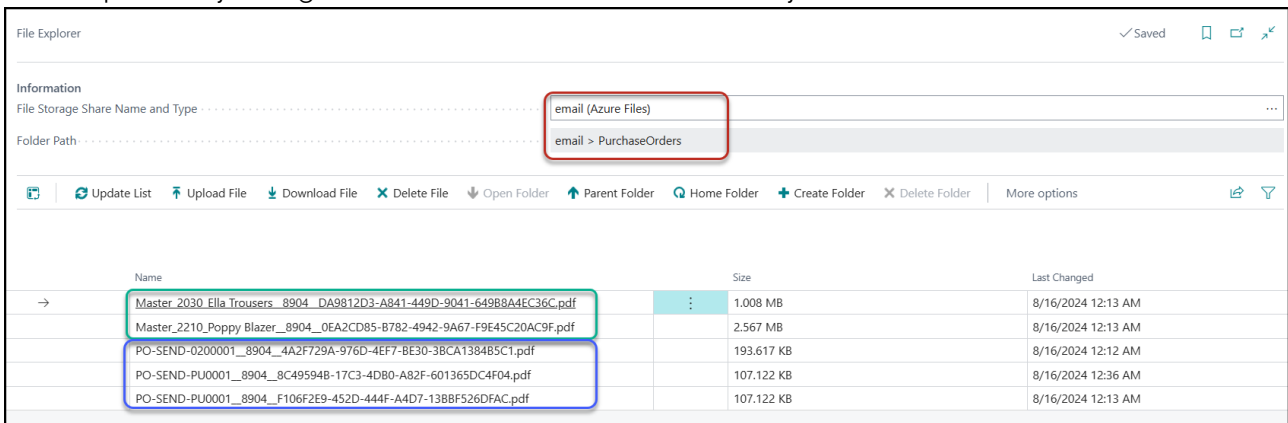 File Explorer
✓ Saved
Information
File Storage Share Name and Type
email (Azure Files)
...
Folder Path
email > PurchaseOrders
Update List Upload File Download File Delete File Open Folder Parent Folder Home Folder Create Folder Delete Folder More options
Name Size Last Changed
Master_2030_Ella Trousers__8904__DA9812D3-A841-449D-9041-649B8A4EC36C.pdf 1.008 MB 8/16/2024 12:13 AM
Master_2210_Poppy Blazer__8904__0EA2CD85-B782-4942-9A67-F9E45C20AC9F.pdf 2.567 MB 8/16/2024 12:13 AM
PO-SEND-0200001__8904__4A2F729A-976D-4EF7-BE30-3BCA1384B5C1.pdf 193.617 KB 8/16/2024 12:12 AM
PO-SEND-PU0001__8904__8C49594B-17C3-4DB0-A82F-601365DC4F04.pdf 107.122 KB 8/16/2024 12:36 AM
PO-SEND-PU0001__8904__F106F2E9-452D-444F-A4D7-13BBF526DFAC.pdf 107.122 KB 8/16/2024 12:13 AM